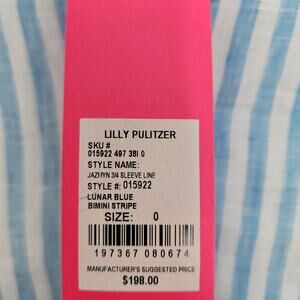 LILLY PULITZER
SKU #
015922 497 38I 0
STYLE NAME:
JAZMYN 3/4 SLEEVE LINE
STYLE #: 015922
LUNAR BLUE
BIMINI STRIPE
SIZE: 0
197367 080674
MANUFACTURER'S SUGGESTED PRICE
$198.00